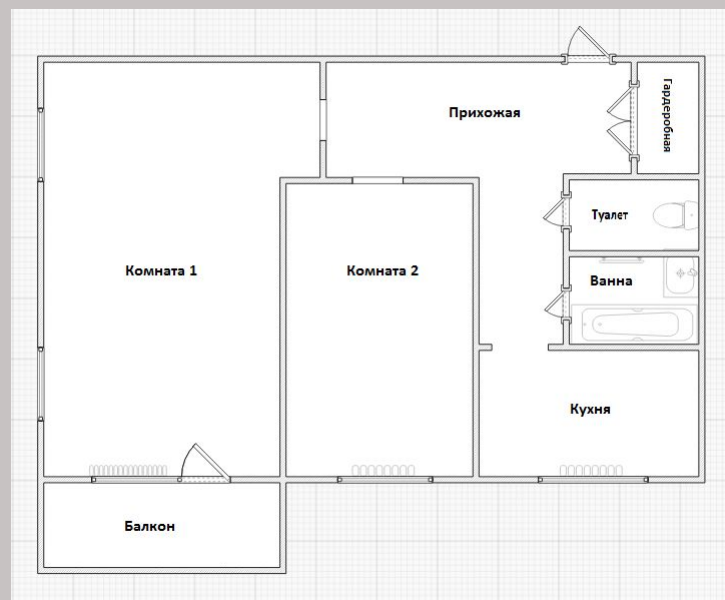 Прихожая
Гардеробная
Туалет
Комната 1
Комната 2
Ванна
Кухня
Балкон